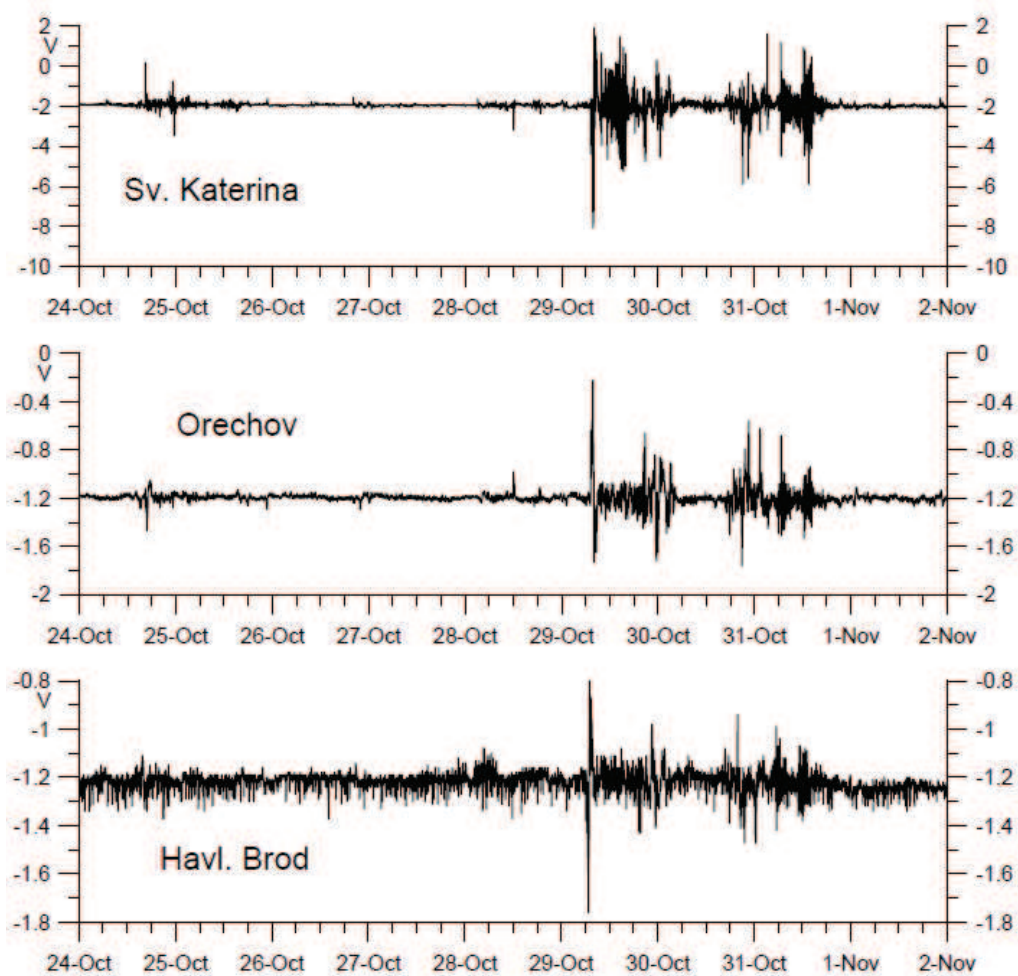 2 2
V
0 0
-2 -2
-4 -4
-6 -6
Sv. Katerina
-8 -8
-10 -10
24-Oct 25-Oct 26-Oct 27-Oct 28-Oct 29-Oct 30-Oct 31-Oct 1-Nov 2-Nov
0 0
V
-0.4 -0.4
Orechov
-0.8 -0.8
-1.2 -1.2
-1.6 -1.6
-2 -2
24-Oct 25-Oct 26-Oct 27-Oct 28-Oct 29-Oct 30-Oct 31-Oct 1-Nov 2-Nov
-0.8 -0.8
V
-1 -1
-1.2 -1.2
-1.4 -1.4
Havl. Brod
-1.6 -1.6
-1.8 -1.8
24-Oct 25-Oct 26-Oct 27-Oct 28-Oct 29-Oct 30-Oct 31-Oct 1-Nov 2-Nov